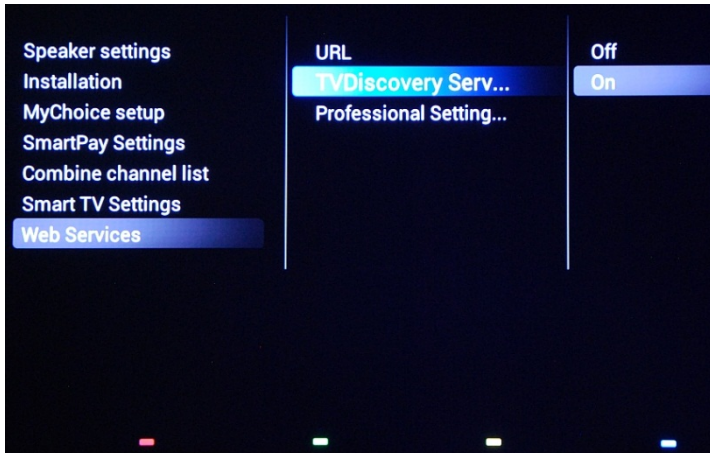 Speaker settings
Installation
MyChoice setup
SmartPay Settings
Combine channel list
Smart TV Settings
Web Services
URL
TVDiscovery Serv...
Professional Setting...
Off
On